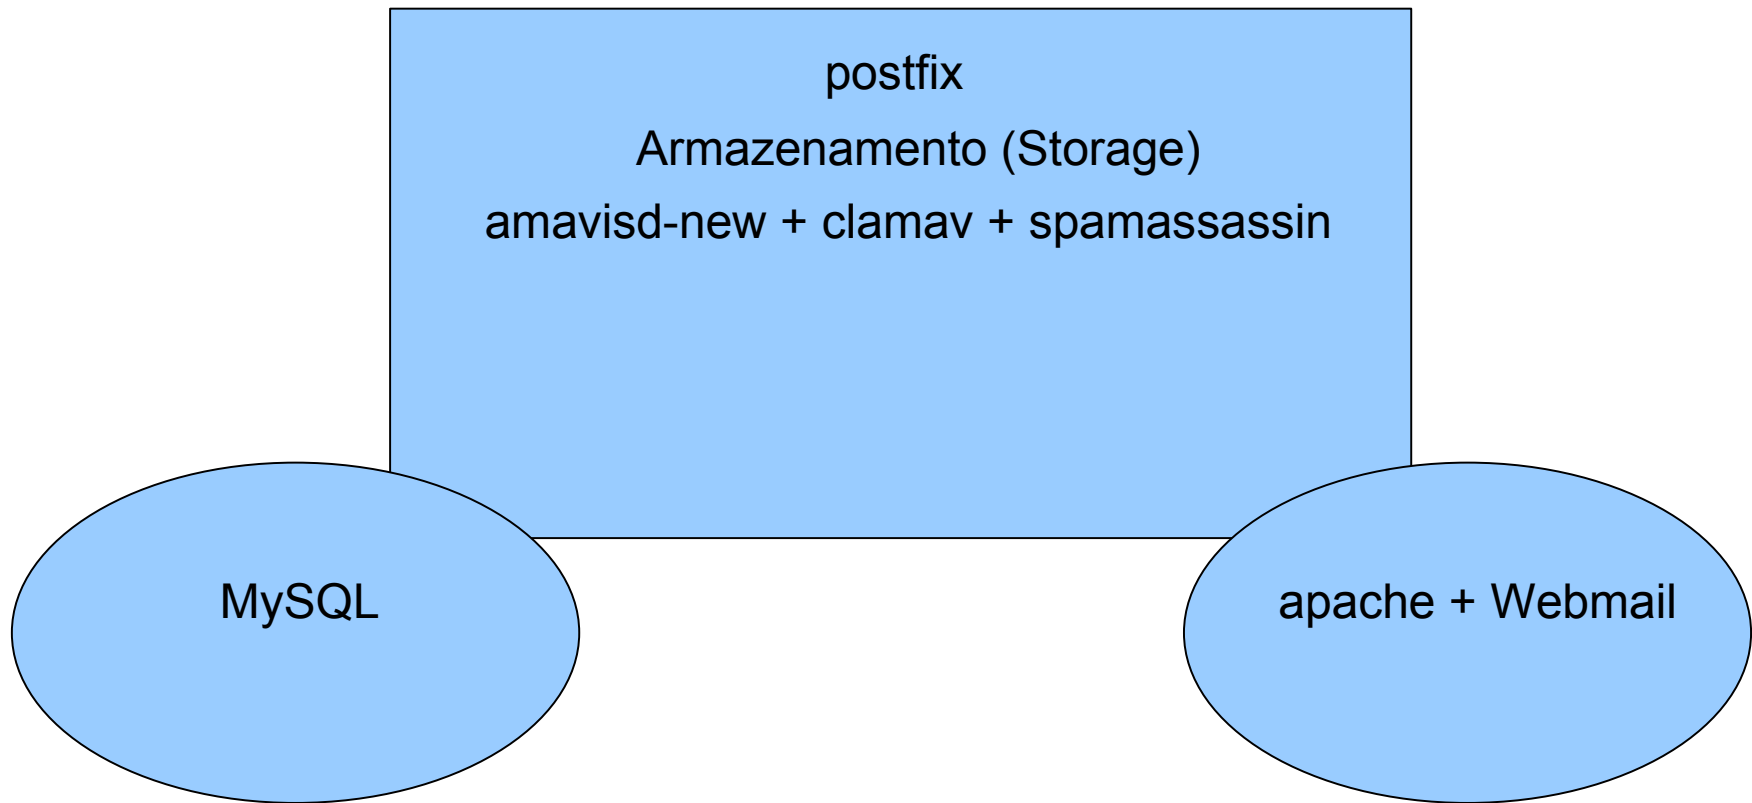 postfix
Armazenamento (Storage)
amavisd-new + clamav + spamassassin
MySQL
apache + Webmail